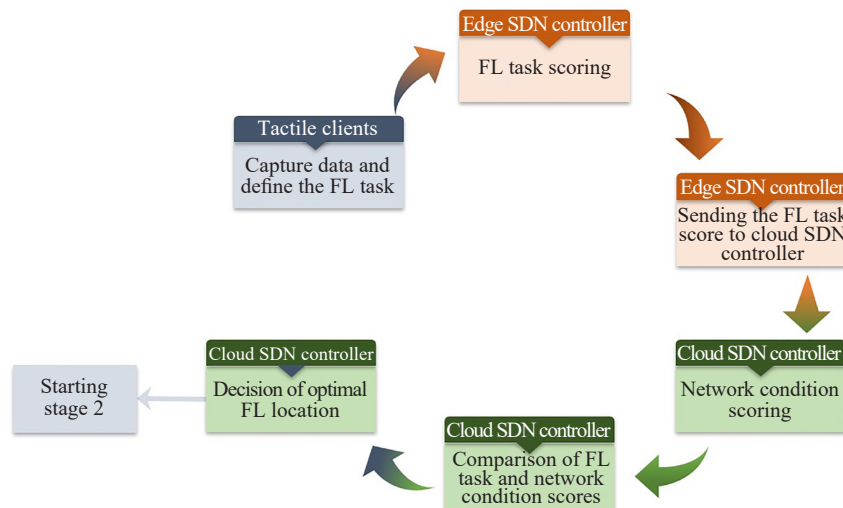 Edge SDN controller
FL task scoring
Tactile clients
Capture data and
define the FL task
Edge SDN controller
Sending the FL task
score to cloud SDN
controller
Cloud SDN controller
Network condition
scoring
Cloud SDN controller
Comparison of FL
task and network
condition scores
Cloud SDN controller
Decision of optimal
FL location
Starting
stage 2